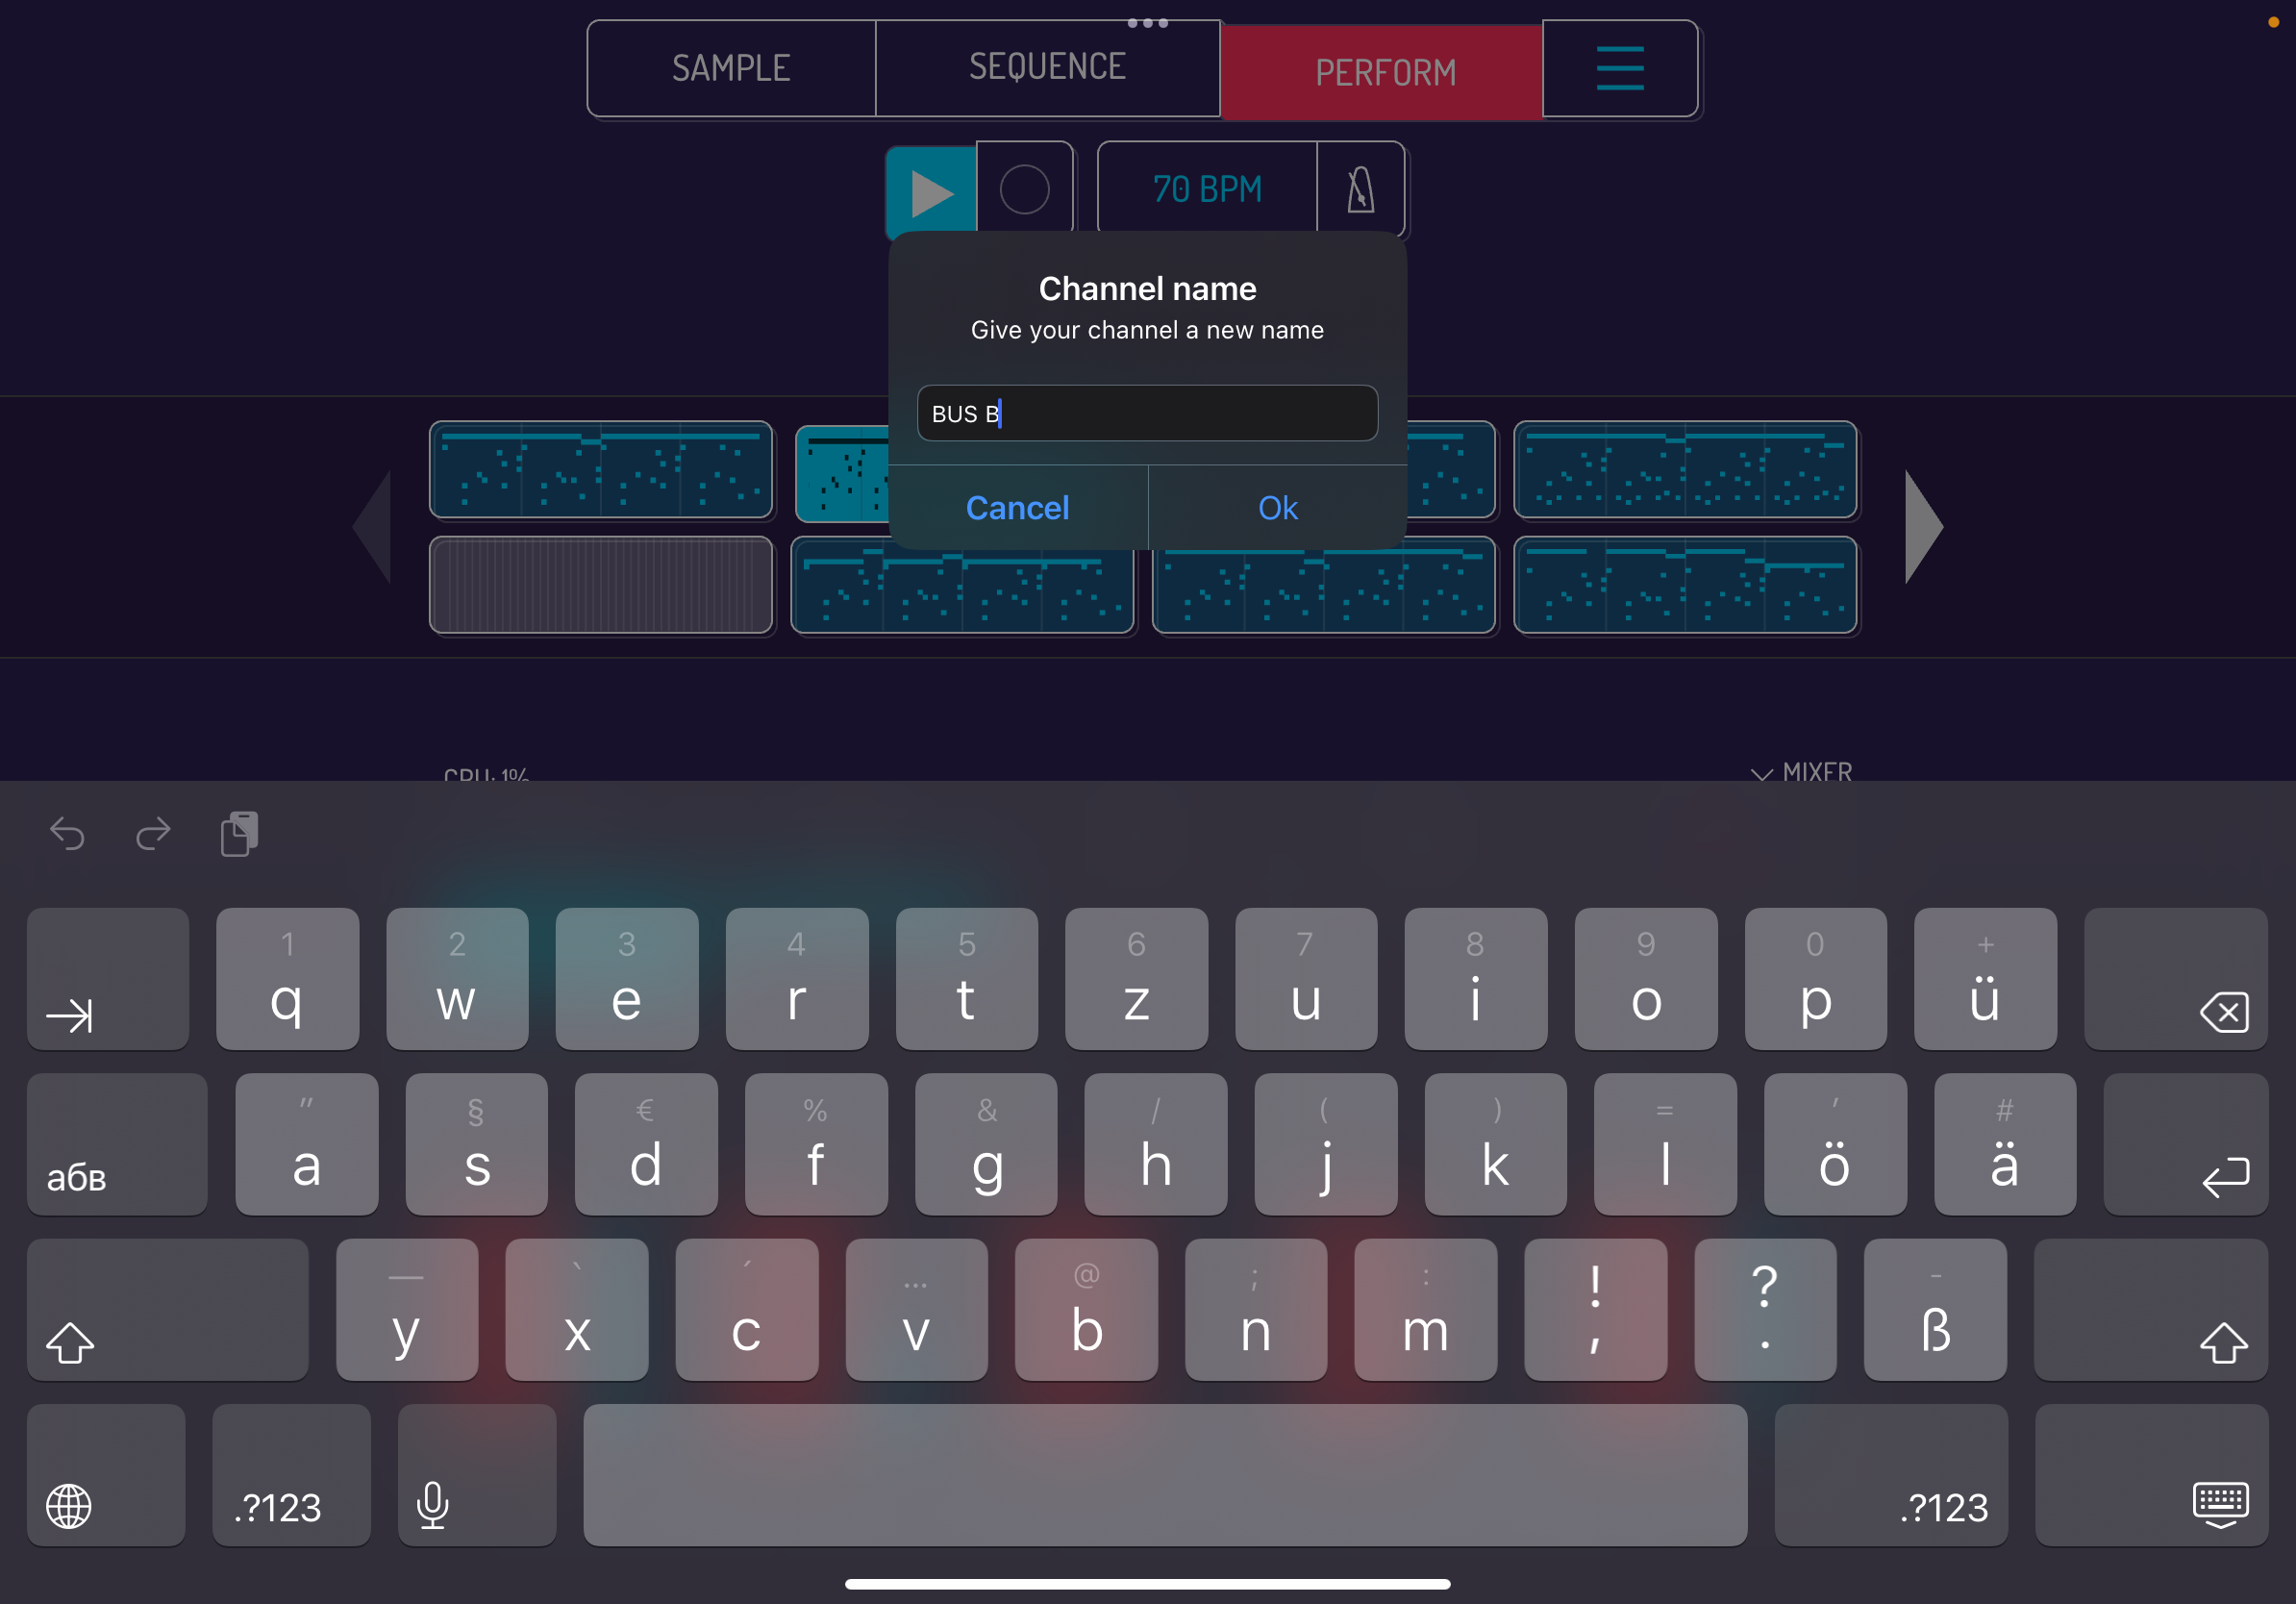 SAMPLE
SEQUENCE
PERFORM
70 BPM
Channel name
Give your channel a new name
BUS B
Cancel
Ok
CPU: 1%
MIXER
1 2 3 4 5 6 7 8 9 0 +
q w e r t z u i o p ü
" § € % & / ( ) = ' #
абв a s d f g h j k l ö ä
— ` ´ ... @ ; : ! ? -
y x c v b n m , . ß
.?123
.?123